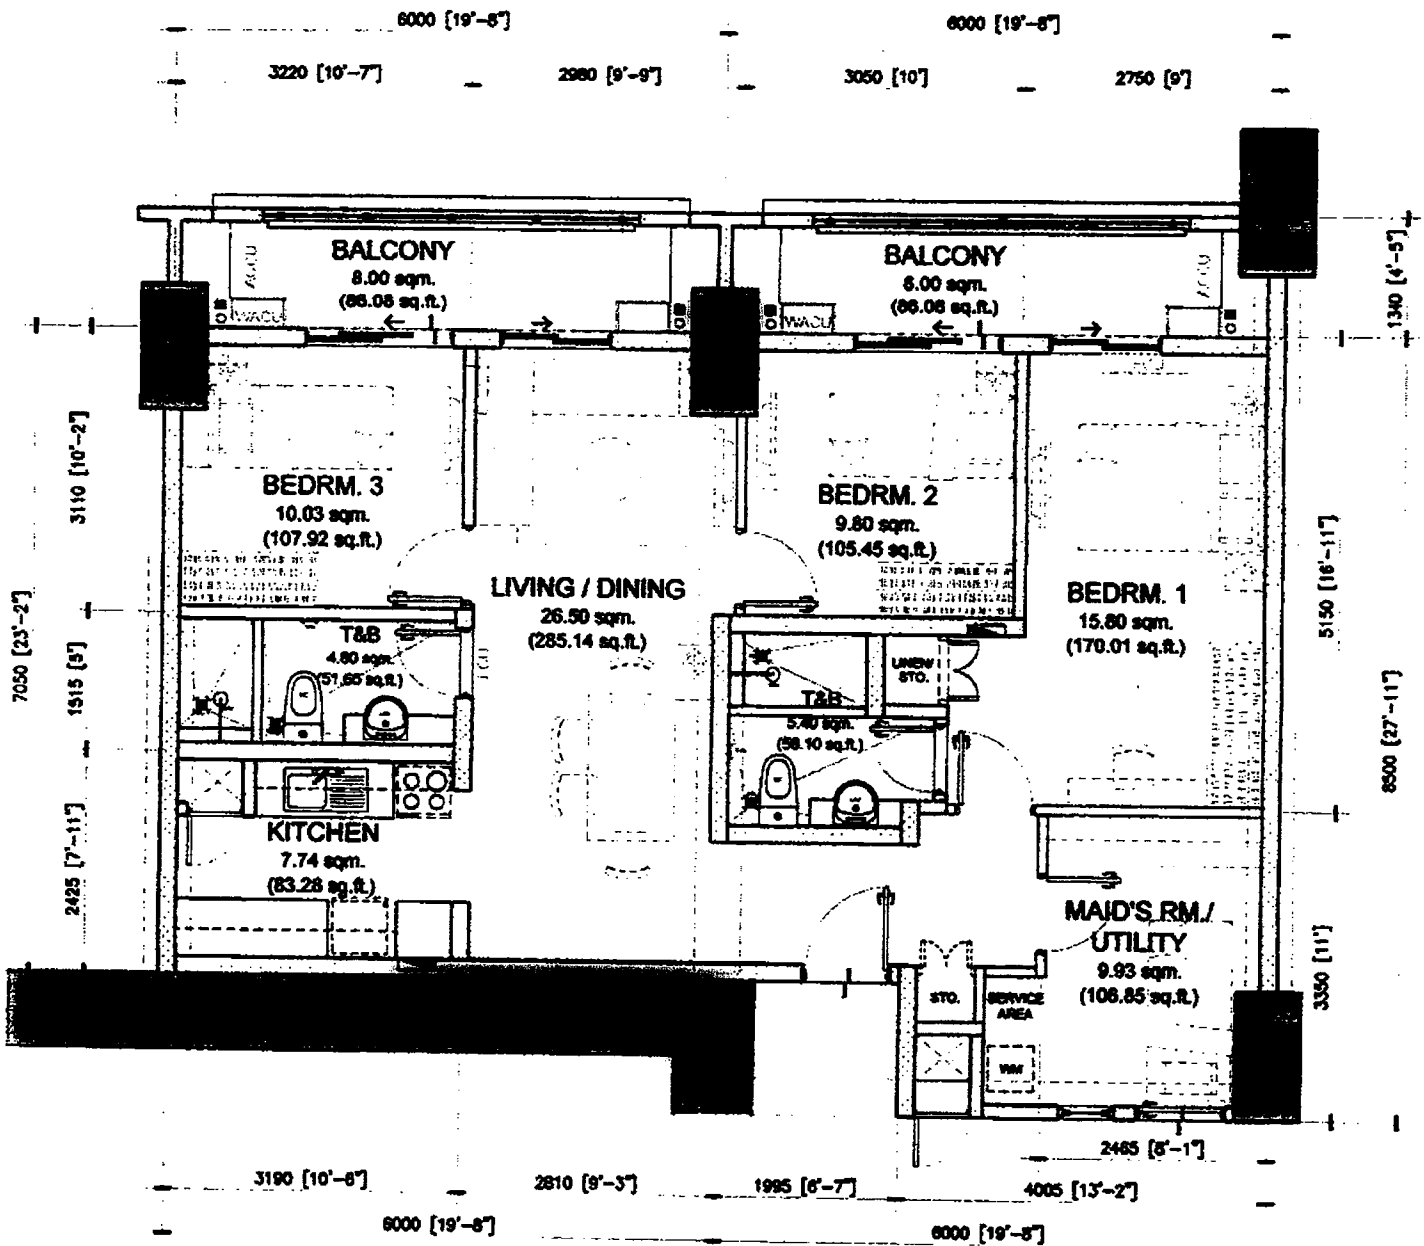 6000 [19'-8"]
6000 [19'-8"]
3220 [10'-7"]
2980 [9'-9"]
3050 [10']
2750 [9']
BALCONY
8.00 sqm.
(86.08 sq.ft.)
ACCU
WACU
BALCONY
8.00 sqm.
(86.08 sq.ft.)
ACCU
WACU
1340 [4'-5"]
3110 [10'-2"]
BEDRM. 3
10.03 sqm.
(107.92 sq.ft.)
BEDRM. 2
9.80 sqm.
(105.45 sq.ft.)
LIVING / DINING
26.50 sqm.
(285.14 sq.ft.)
BEDRM. 1
15.80 sqm.
(170.01 sq.ft.)
5150 [16'-11"]
7050 [23'-2"]
1515 [5']
T&B
4.80 sqm.
(51.65 sq.ft.)
LINEN/
STO.
T&B
5.40 sqm.
(58.10 sq.ft.)
8500 [27'-11"]
2425 [7'-11"]
KITCHEN
7.74 sqm.
(83.28 sq.ft.)
MAID'S RM./
UTILITY
9.93 sqm.
(106.85 sq.ft.)
STO.
SERVICE
AREA
WM
3350 [11']
2465 [8'-1"]
3190 [10'-6"]
2810 [9'-3"]
1995 [6'-7"]
4005 [13'-2"]
6000 [19'-8"]
6000 [19'-8"]